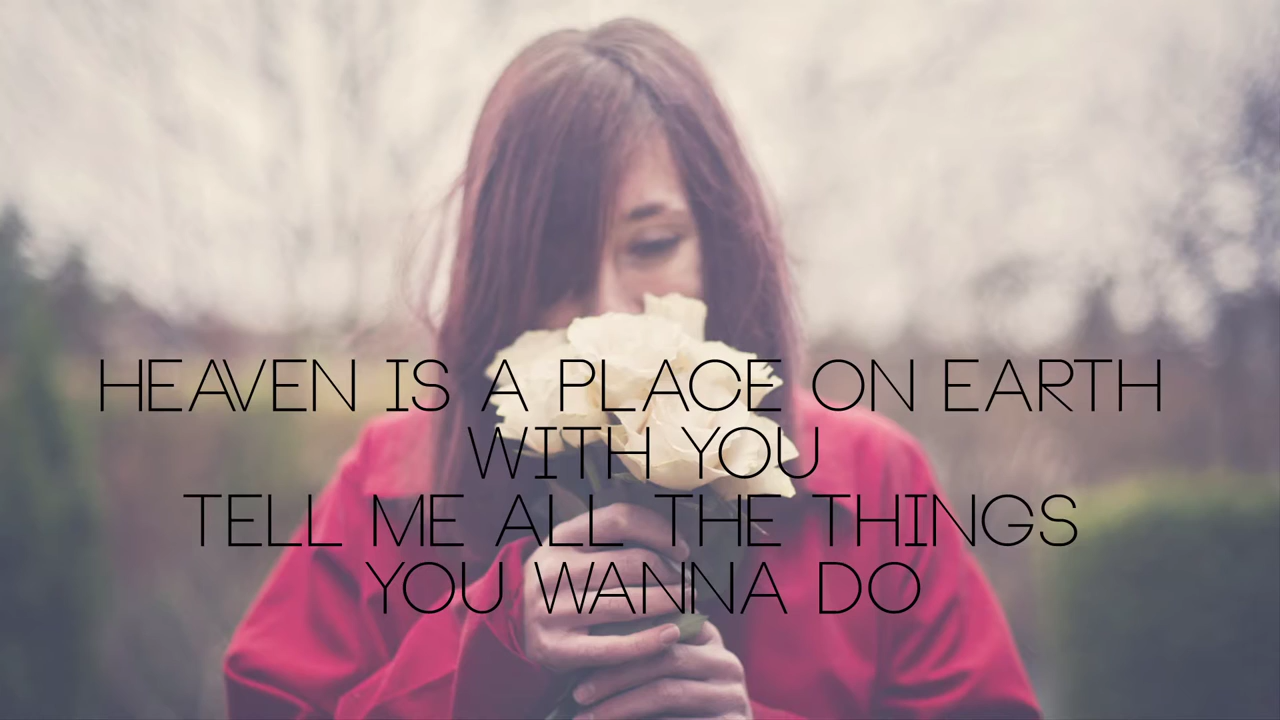 HEAVEN IS A PLACE ON EARTH
WITH YOU
TELL ME ALL THE THINGS
YOU WANNA DO